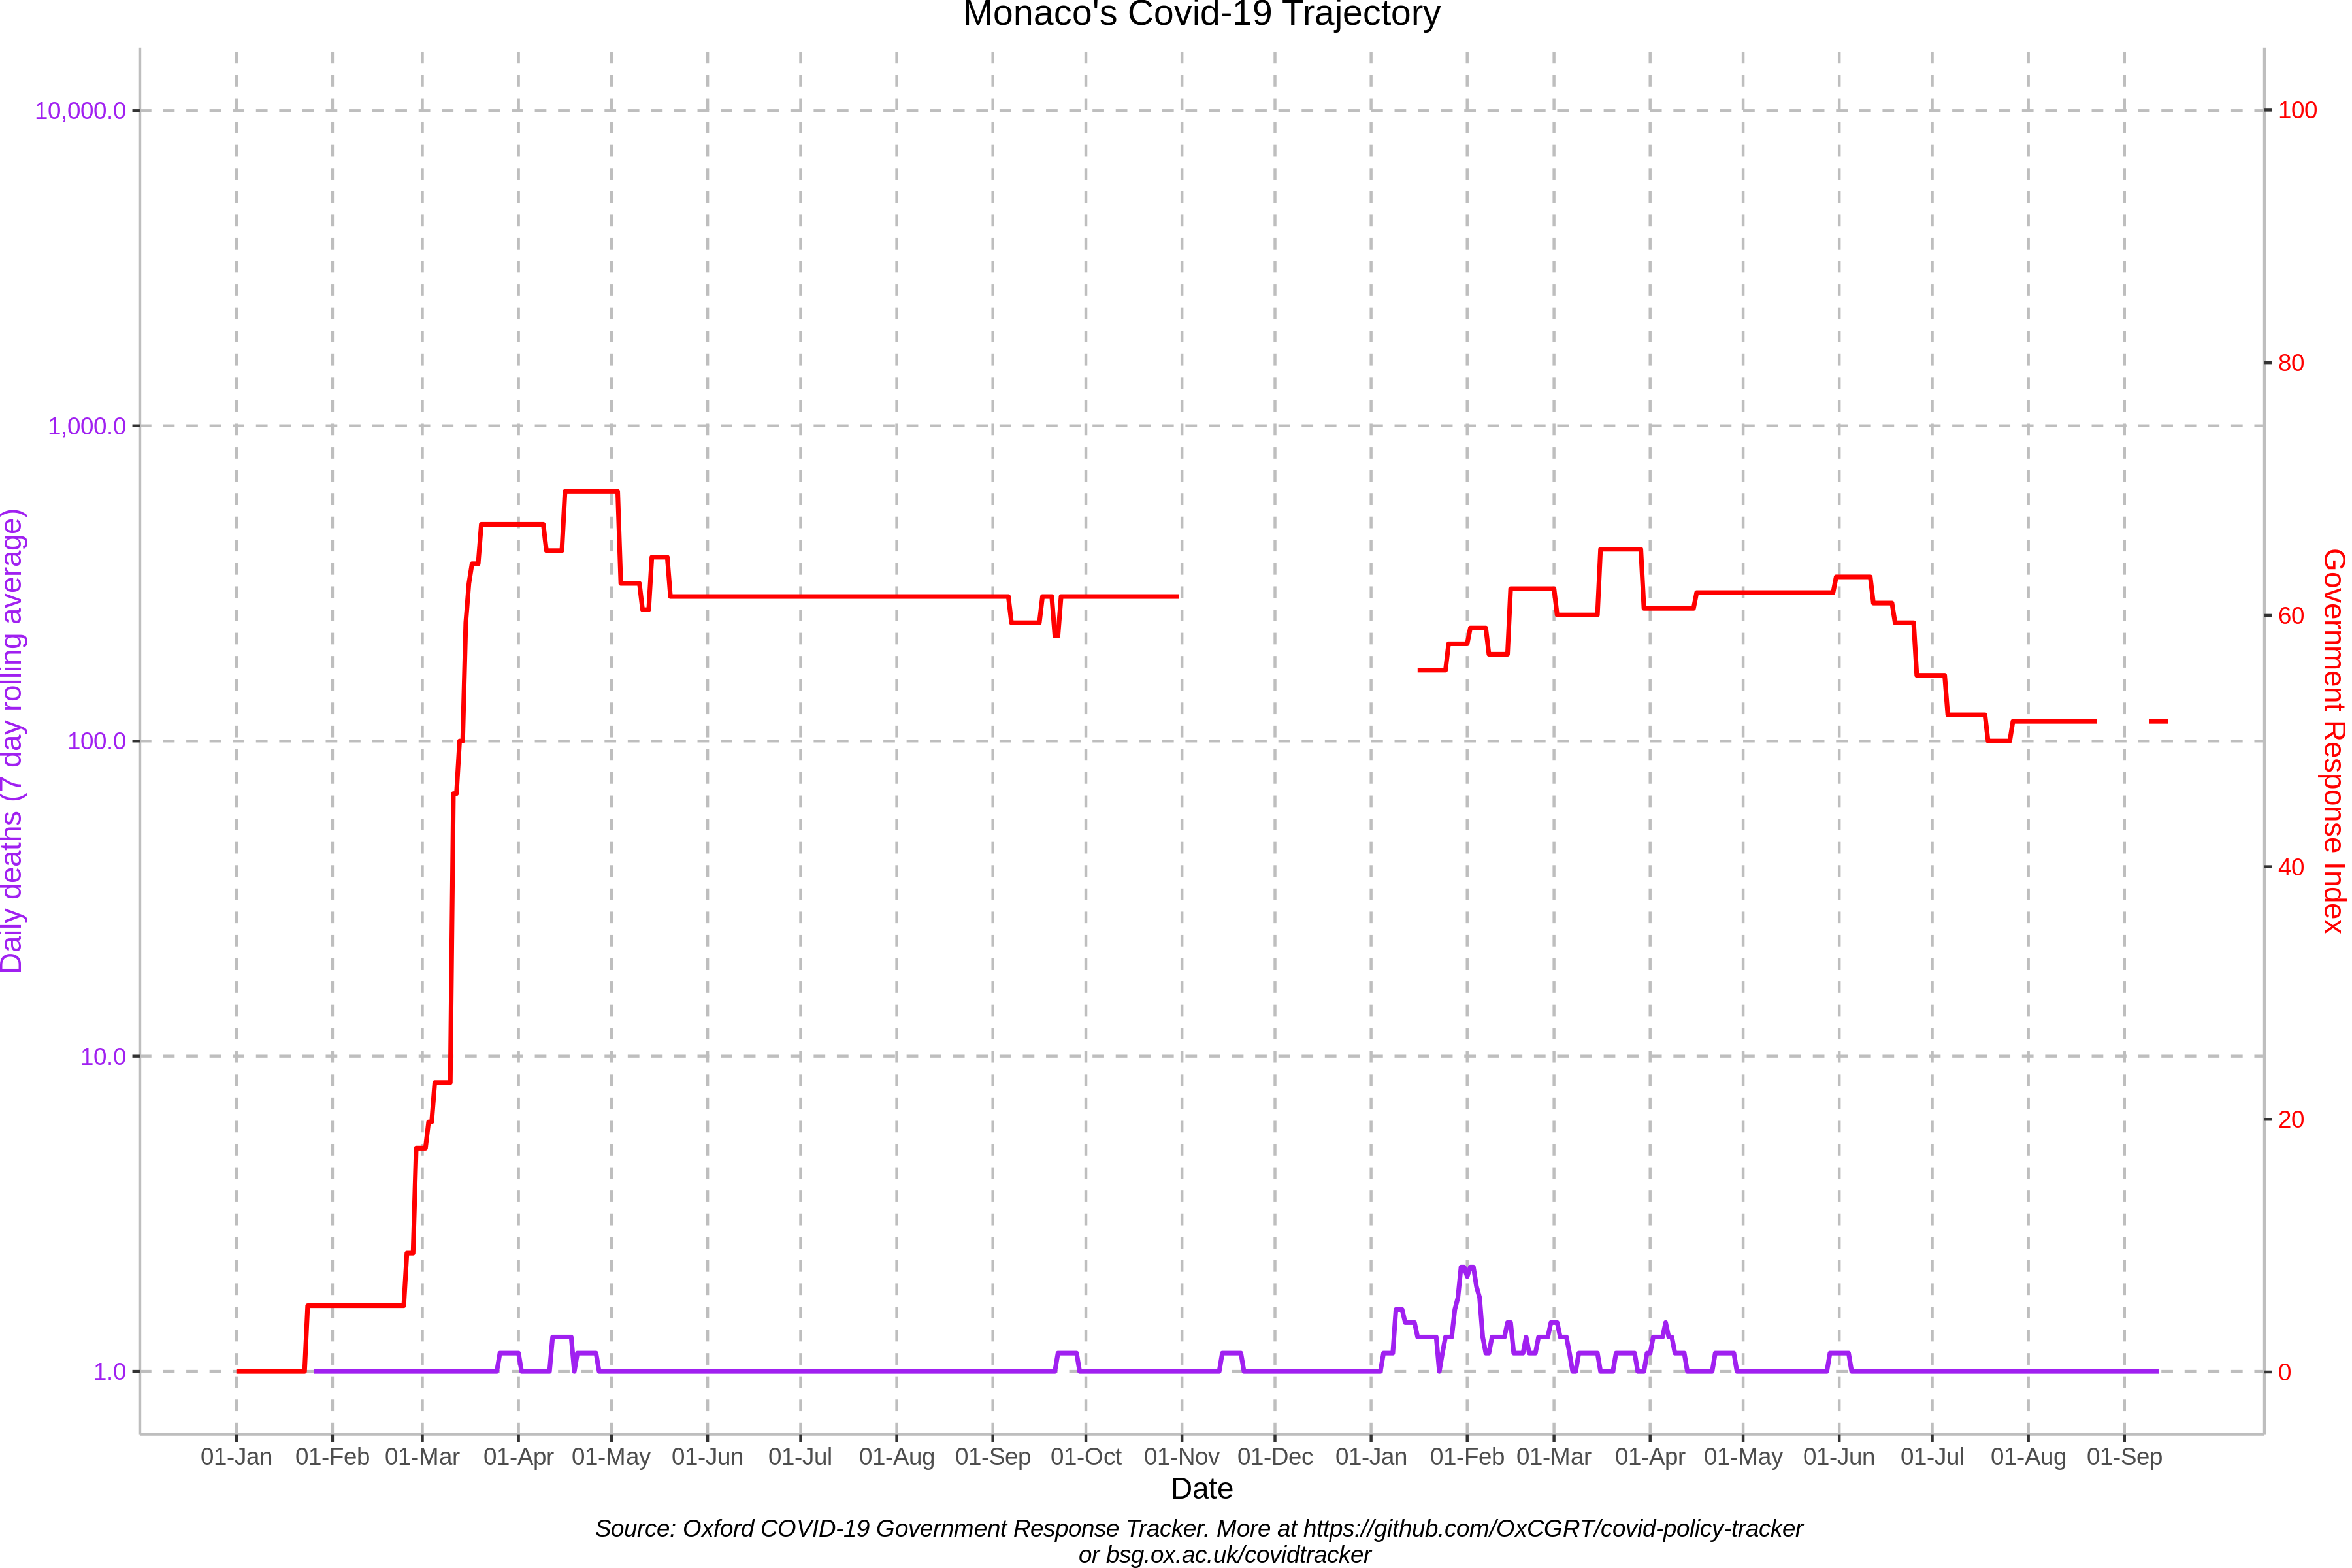 Monaco's Covid-19 Trajectory
10,000.0
1,000.0
100.0
10.0
1.0
Daily deaths (7 day rolling average)
100
80
60
40
20
0
Government Response Index
01-Jan 01-Feb 01-Mar 01-Apr 01-May 01-Jun 01-Jul 01-Aug 01-Sep 01-Oct 01-Nov 01-Dec 01-Jan 01-Feb 01-Mar 01-Apr 01-May 01-Jun 01-Jul 01-Aug 01-Sep
Date
Source: Oxford COVID-19 Government Response Tracker. More at https://github.com/OxCGRT/covid-policy-tracker
or bsg.ox.ac.uk/covidtracker